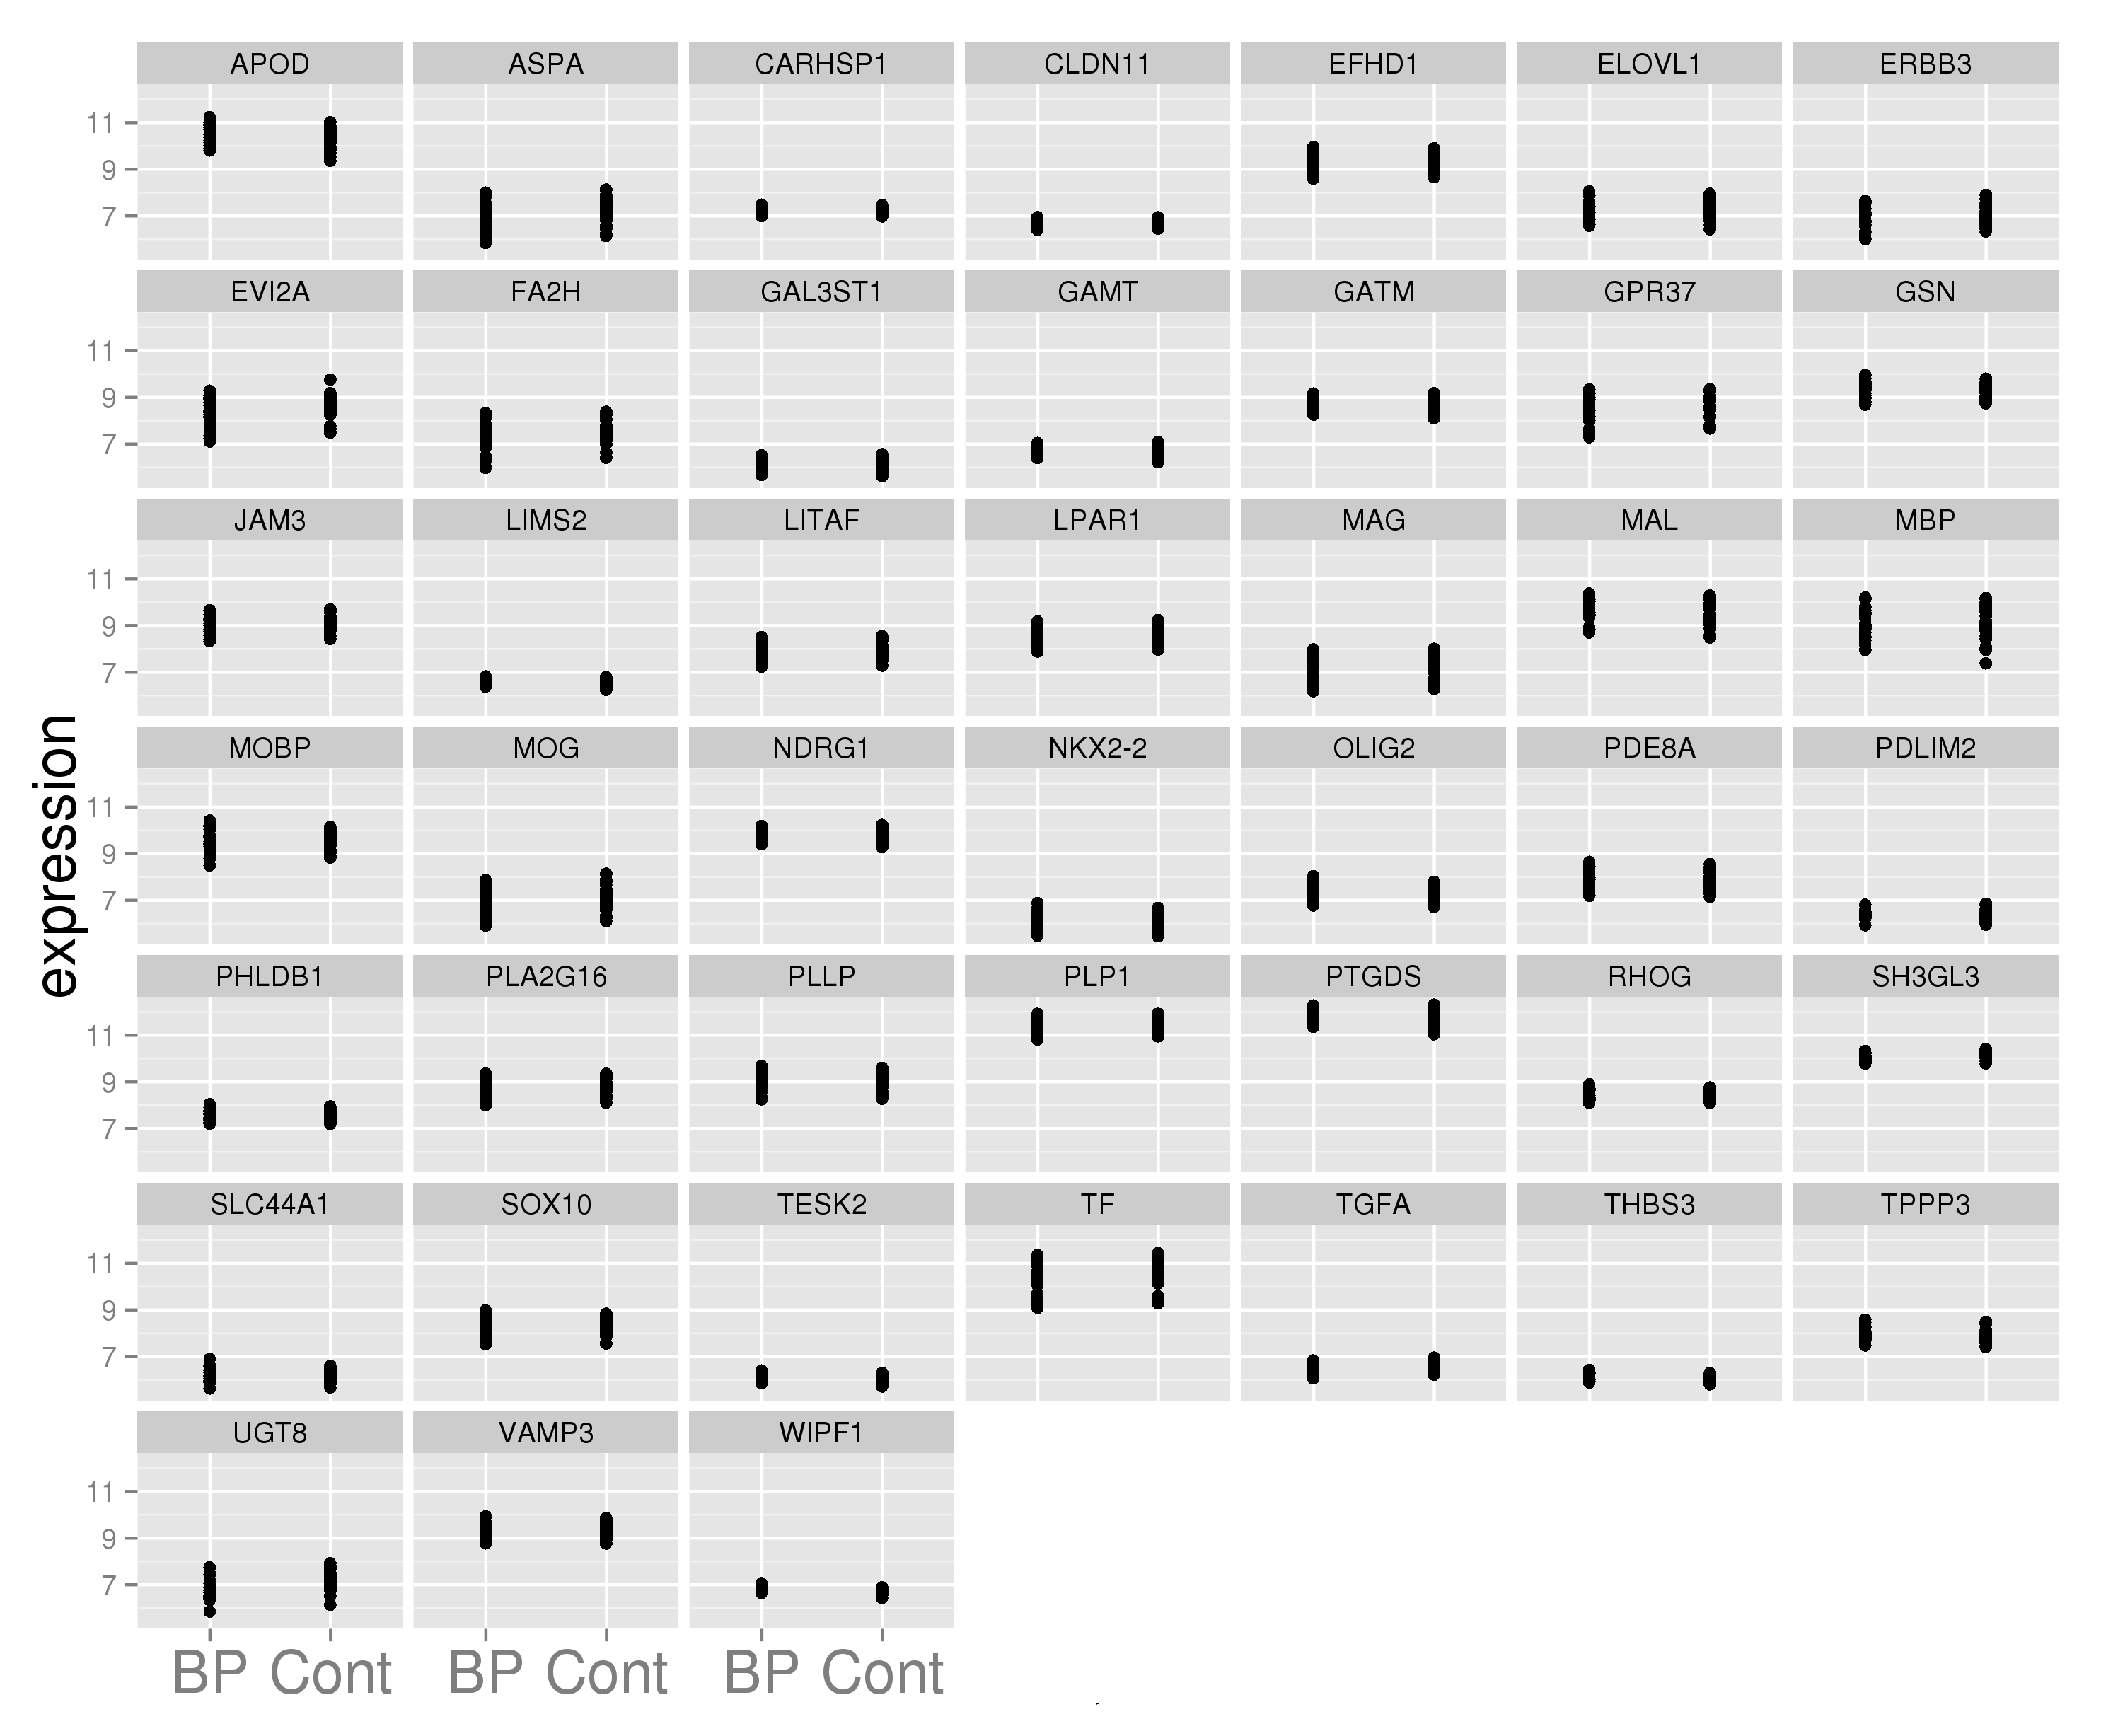 APOD ASPA CARHSP1 CLDN11 EFHD1 ELOVL1 ERBB3
11
9
7
EVI2A FA2H GAL3ST1 GAMT GATM GPR37 GSN
11
9
7
JAM3 LIMS2 LITAF LPAR1 MAG MAL MBP
11
9
7
expression
MOBP MOG NDRG1 NKX2-2 OLIG2 PDE8A PDLIM2
11
9
7
PHLDB1 PLA2G16 PLLP PLP1 PTGDS RHOG SH3GL3
11
9
7
SLC44A1 SOX10 TESK2 TF TGFA THBS3 TPPP3
11
9
7
UGT8 VAMP3 WIPF1
11
9
7
BP Cont BP Cont BP Cont